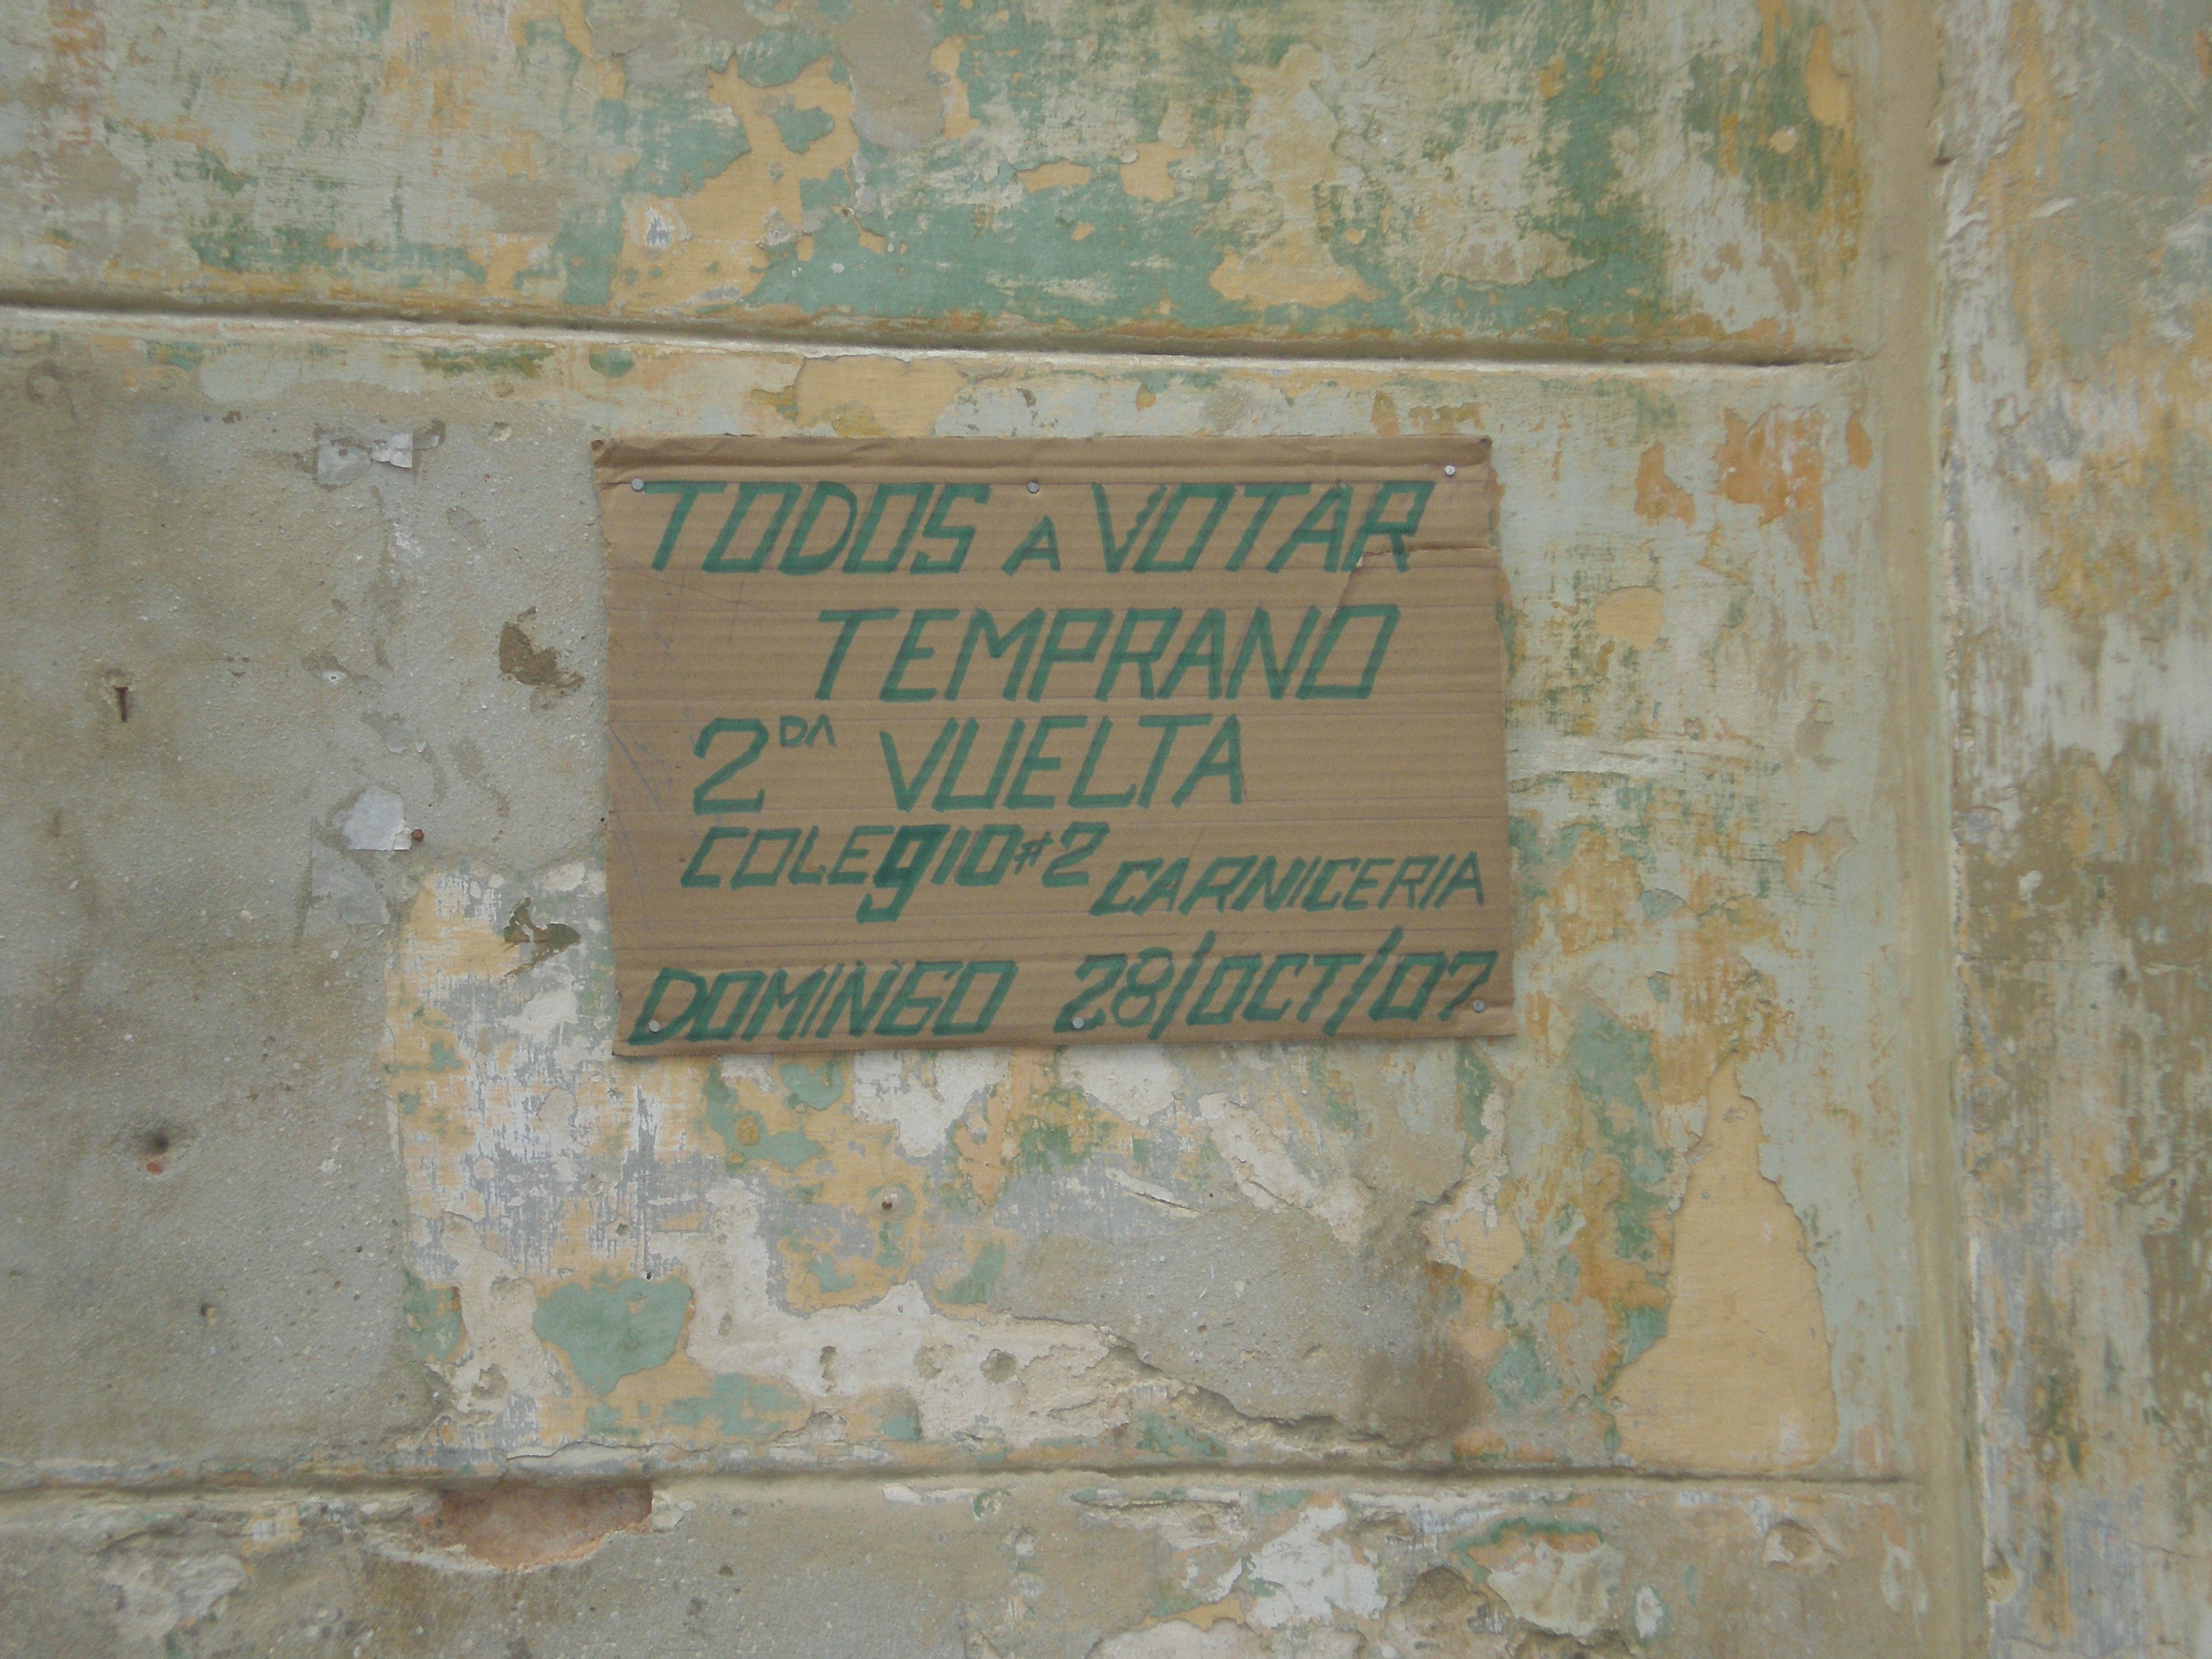 TODOS A VOTAR
TEMPRANO
2DA VUELTA
COLEgIO #2 CARNICERIA
DOMINGO 28/OCT/07